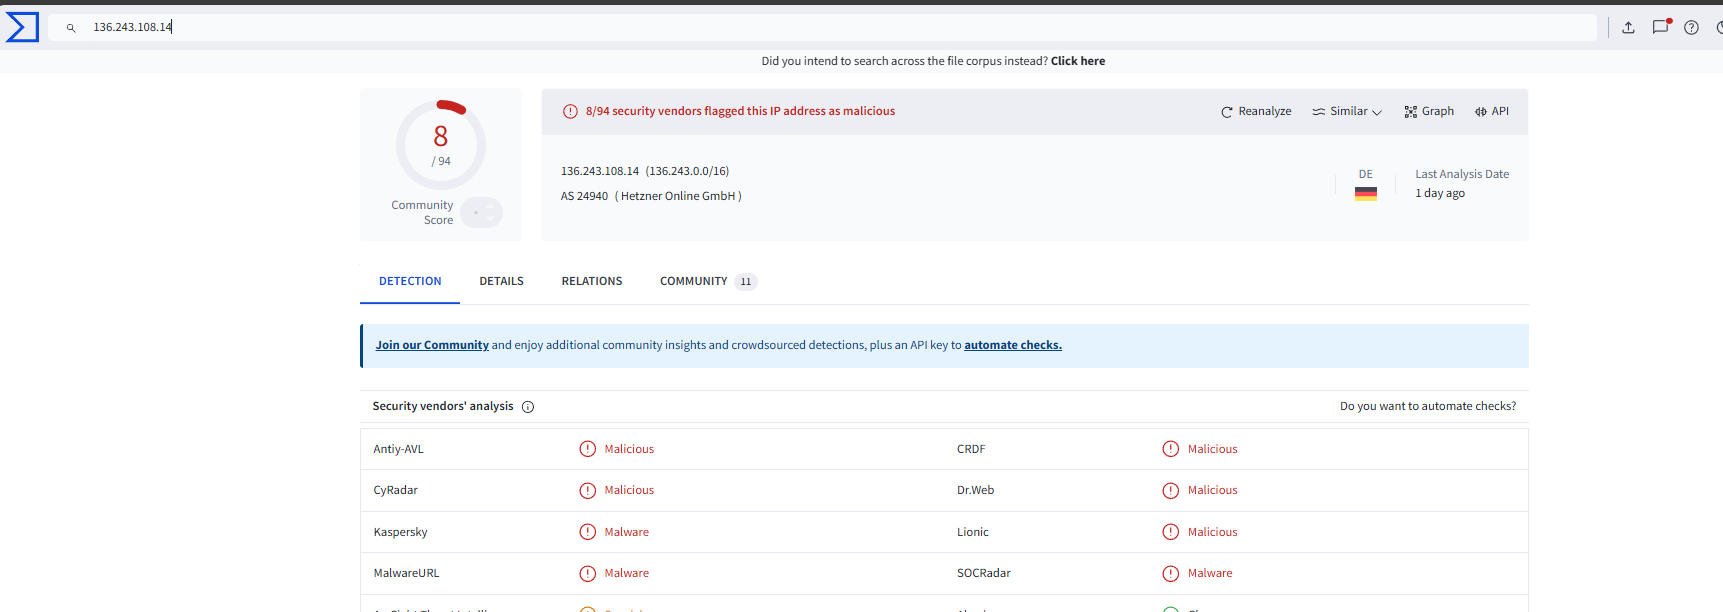 136.243.108.14
Did you intend to search across the file corpus instead? Click here
8
/ 94
Community
Score
8/94 security vendors flagged this IP address as malicious
Reanalyze
Similar
Graph
API
136.243.108.14 (136.243.0.0/16)
AS 24940 ( Hetzner Online GmbH )
DE
Last Analysis Date
1 day ago
DETECTION
DETAILS
RELATIONS
COMMUNITY 11
Join our Community and enjoy additional community insights and crowdsourced detections, plus an API key to automate checks.
Security vendors' analysis
Do you want to automate checks?
Antiy-AVL Malicious CRDF Malicious
CyRadar Malicious Dr.Web Malicious
Kaspersky Malware Lionic Malicious
MalwareURL Malware SOCRadar Malware